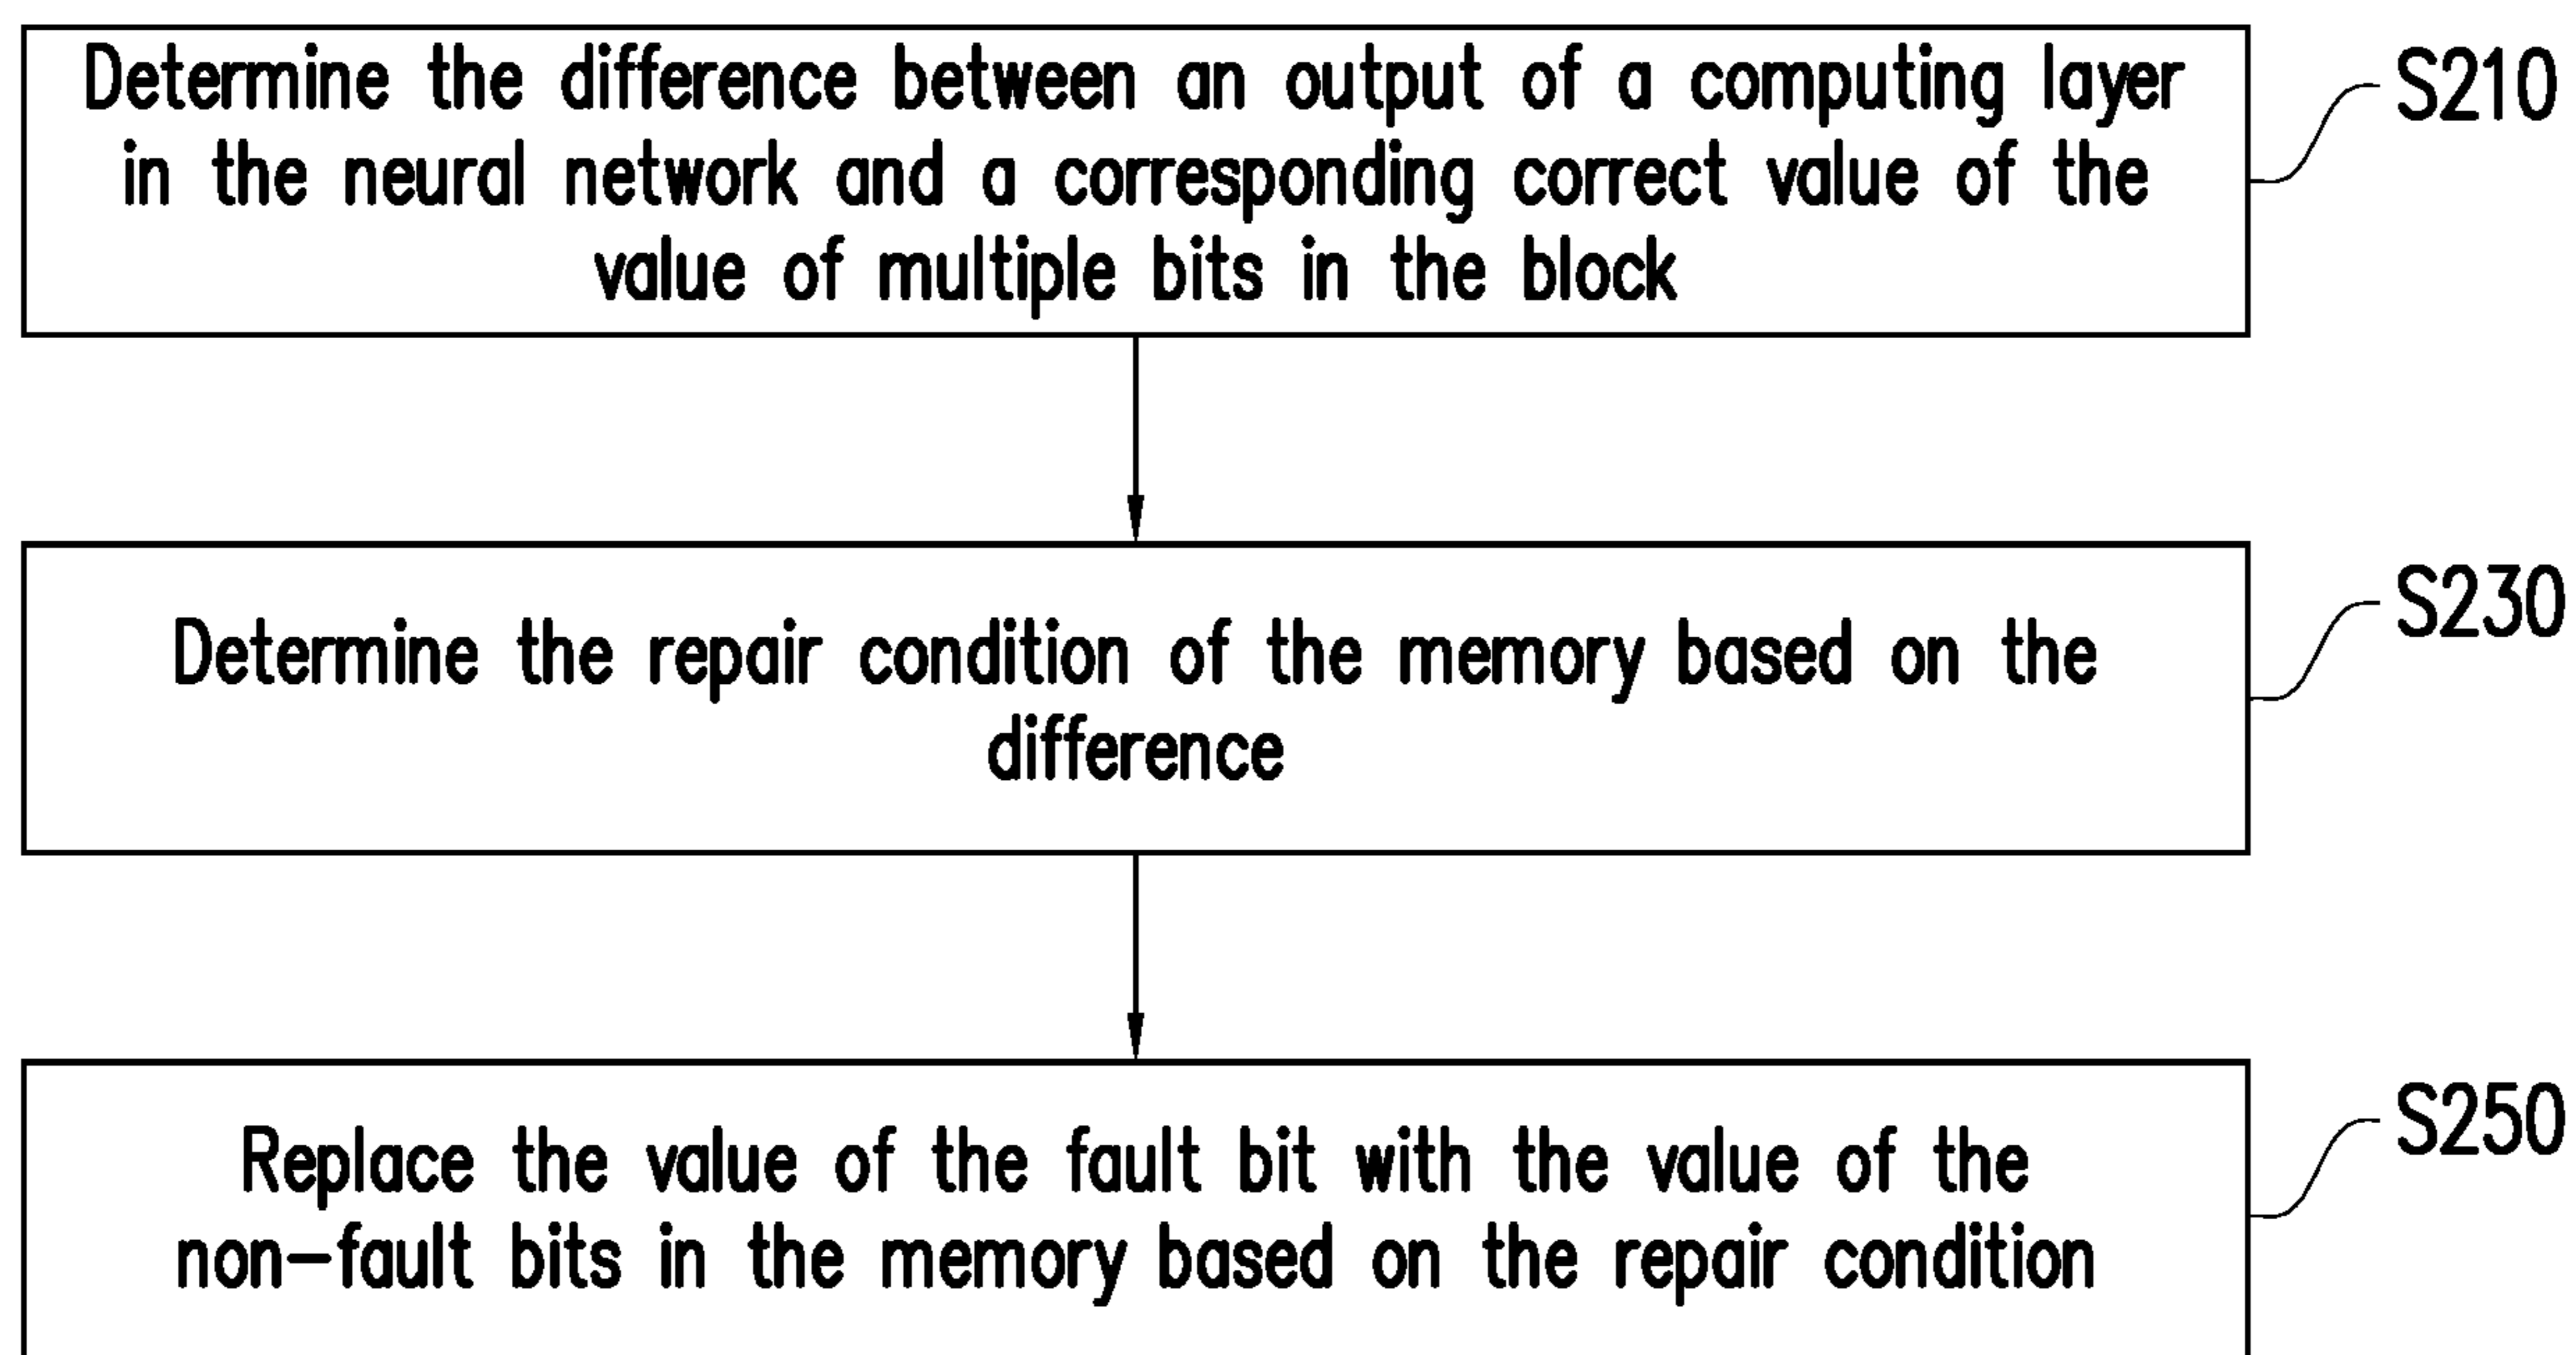 Determine the difference between an output of a computing layer
in the neural network and a corresponding correct value of the
value of multiple bits in the block
S210
Determine the repair condition of the memory based on the
difference
S230
Replace the value of the fault bit with the value of the
non-fault bits in the memory based on the repair condition
S250